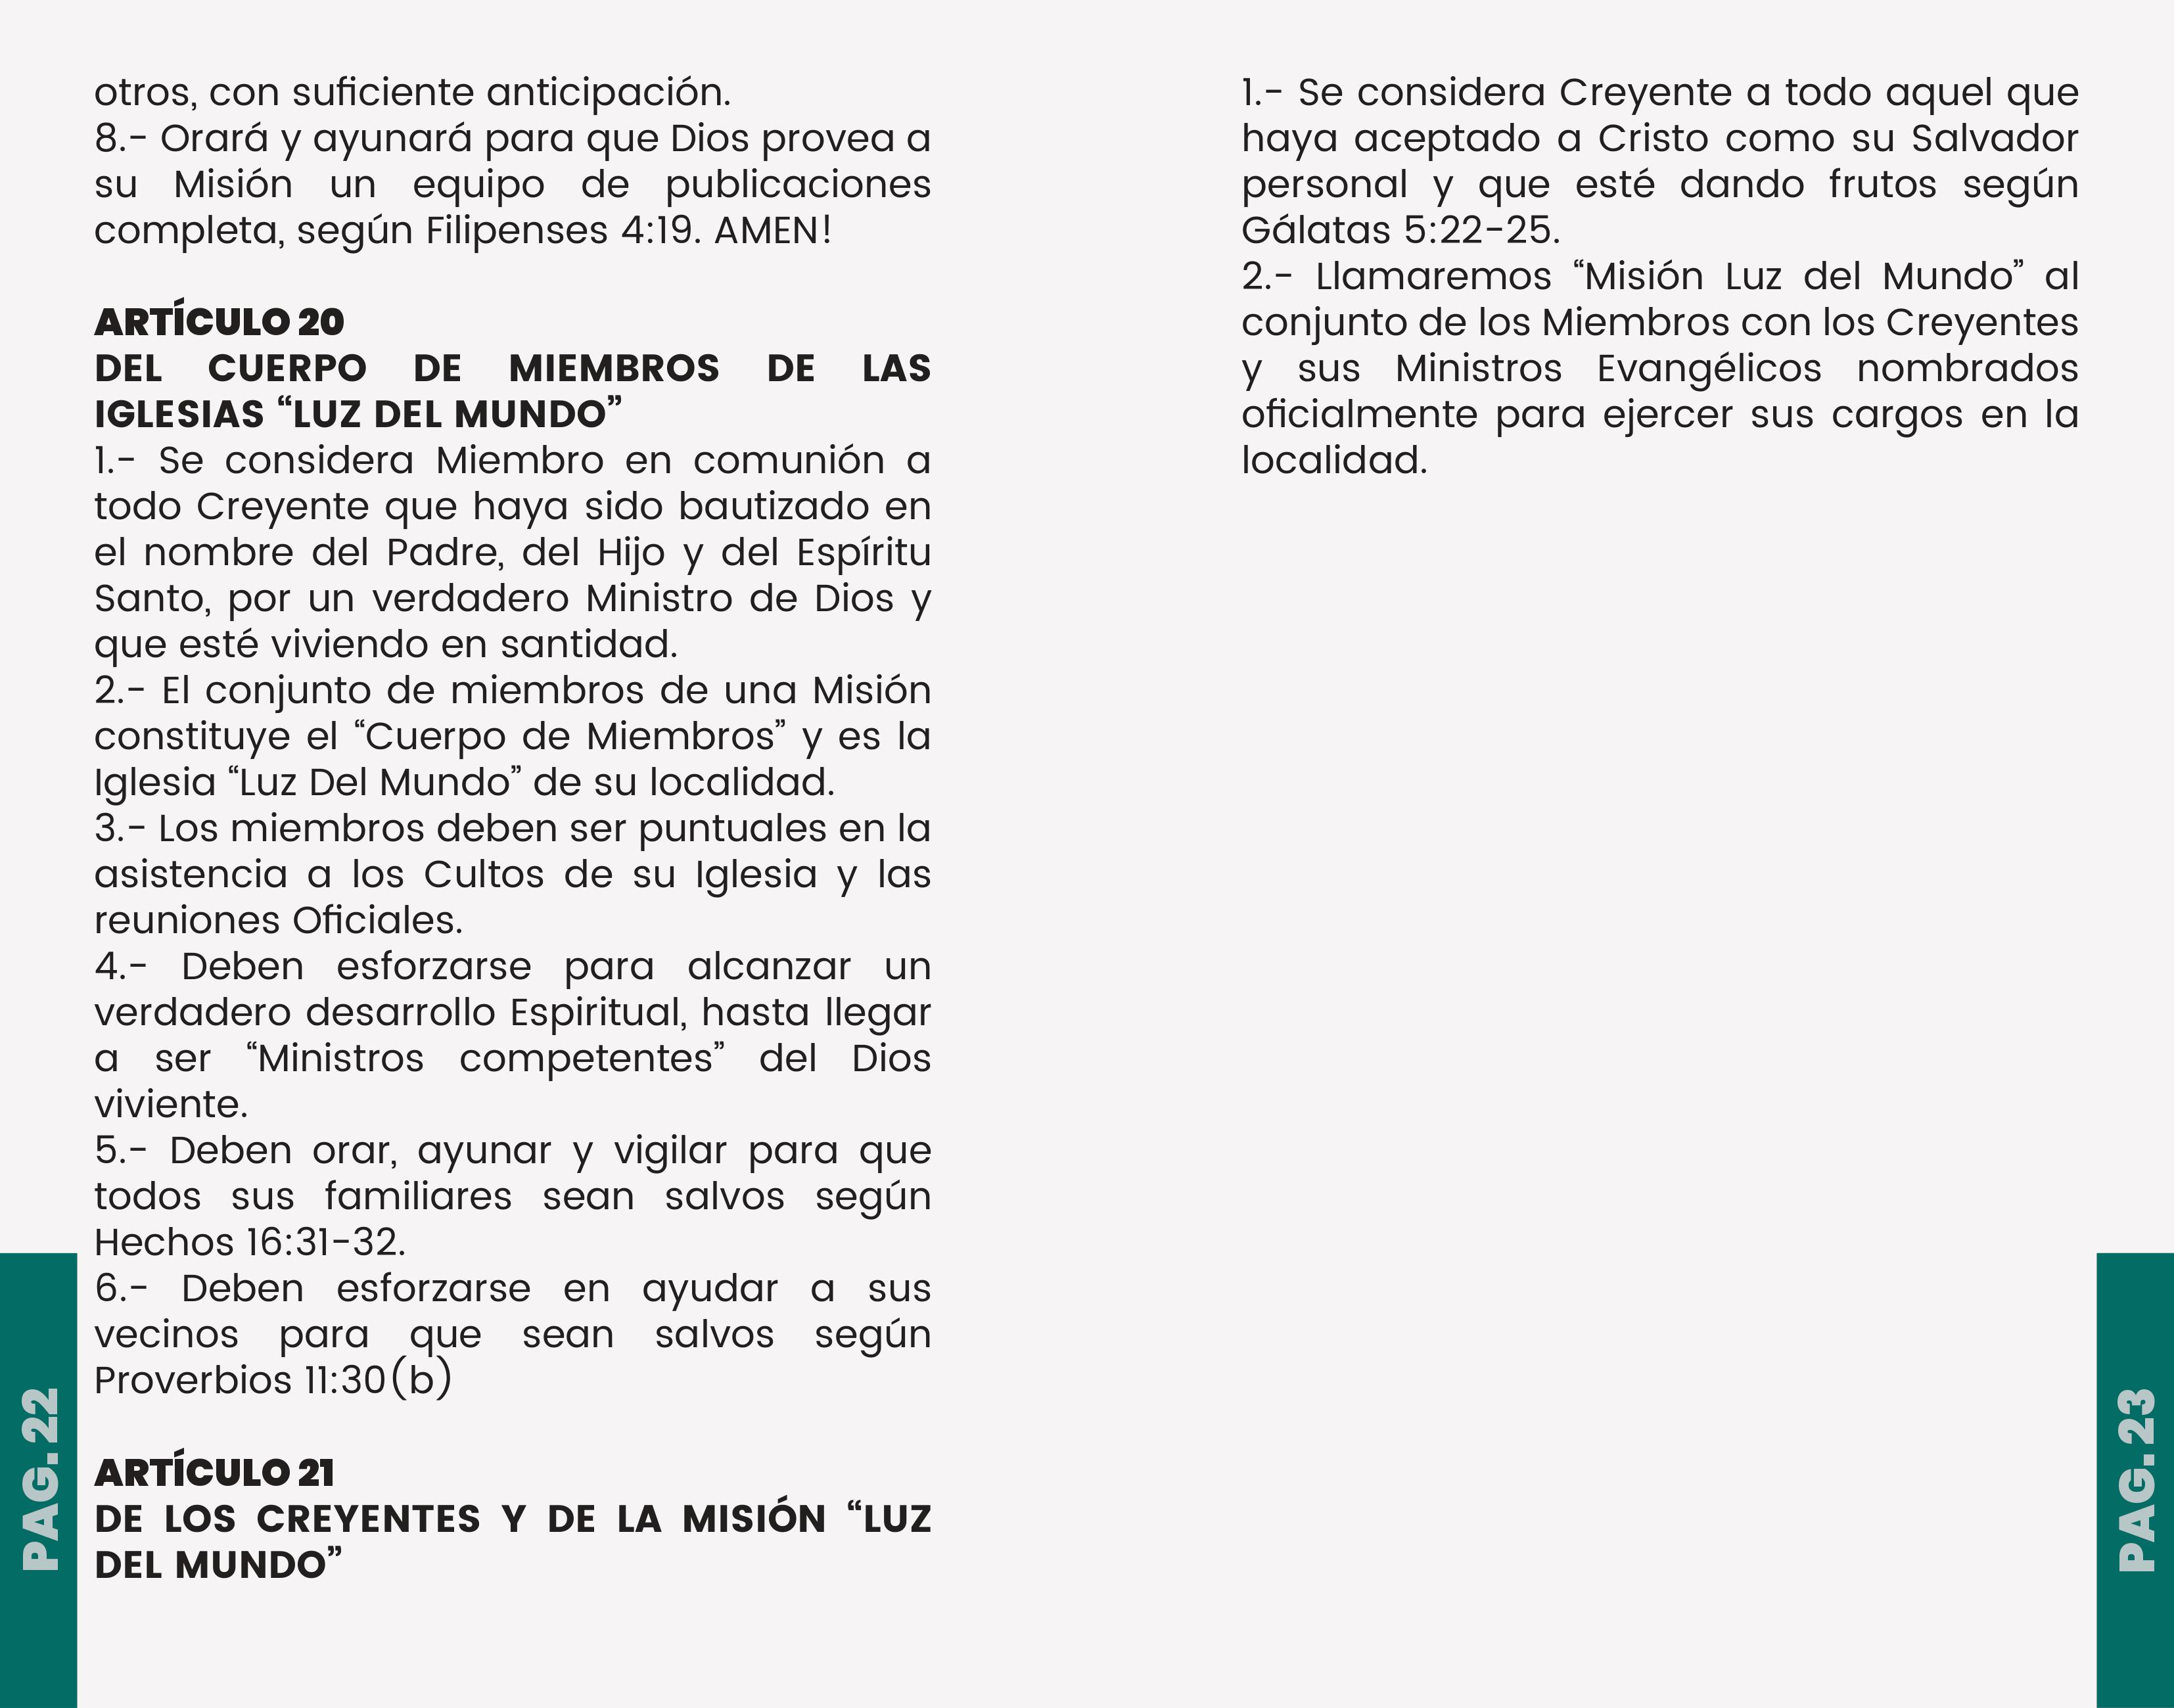 otros, con suficiente anticipación.
8.- Orará y ayunará para que Dios provea a
su Misión un equipo de publicaciones
completa, según Filipenses 4:19. AMEN!
ARTÍCULO 20
DEL CUERPO DE MIEMBROS DE LAS
IGLESIAS “LUZ DEL MUNDO”
1.- Se considera Miembro en comunión a
todo Creyente que haya sido bautizado en
el nombre del Padre, del Hijo y del Espíritu
Santo, por un verdadero Ministro de Dios y
que esté viviendo en santidad.
2.- El conjunto de miembros de una Misión
constituye el “Cuerpo de Miembros” y es la
Iglesia “Luz Del Mundo” de su localidad.
3.- Los miembros deben ser puntuales en la
asistencia a los Cultos de su Iglesia y las
reuniones Oficiales.
4.- Deben esforzarse para alcanzar un
verdadero desarrollo Espiritual, hasta llegar
a ser “Ministros competentes” del Dios
viviente.
5.- Deben orar, ayunar y vigilar para que
todos sus familiares sean salvos según
Hechos 16:31-32.
6.- Deben esforzarse en ayudar a sus
vecinos para que sean salvos según
Proverbios 11:30(b)
ARTÍCULO 21
DE LOS CREYENTES Y DE LA MISIÓN “LUZ
DEL MUNDO”
PAG. 22
1.- Se considera Creyente a todo aquel que
haya aceptado a Cristo como su Salvador
personal y que esté dando frutos según
Gálatas 5:22-25.
2.- Llamaremos “Misión Luz del Mundo” al
conjunto de los Miembros con los Creyentes
y sus Ministros Evangélicos nombrados
oficialmente para ejercer sus cargos en la
localidad.
PAG. 23